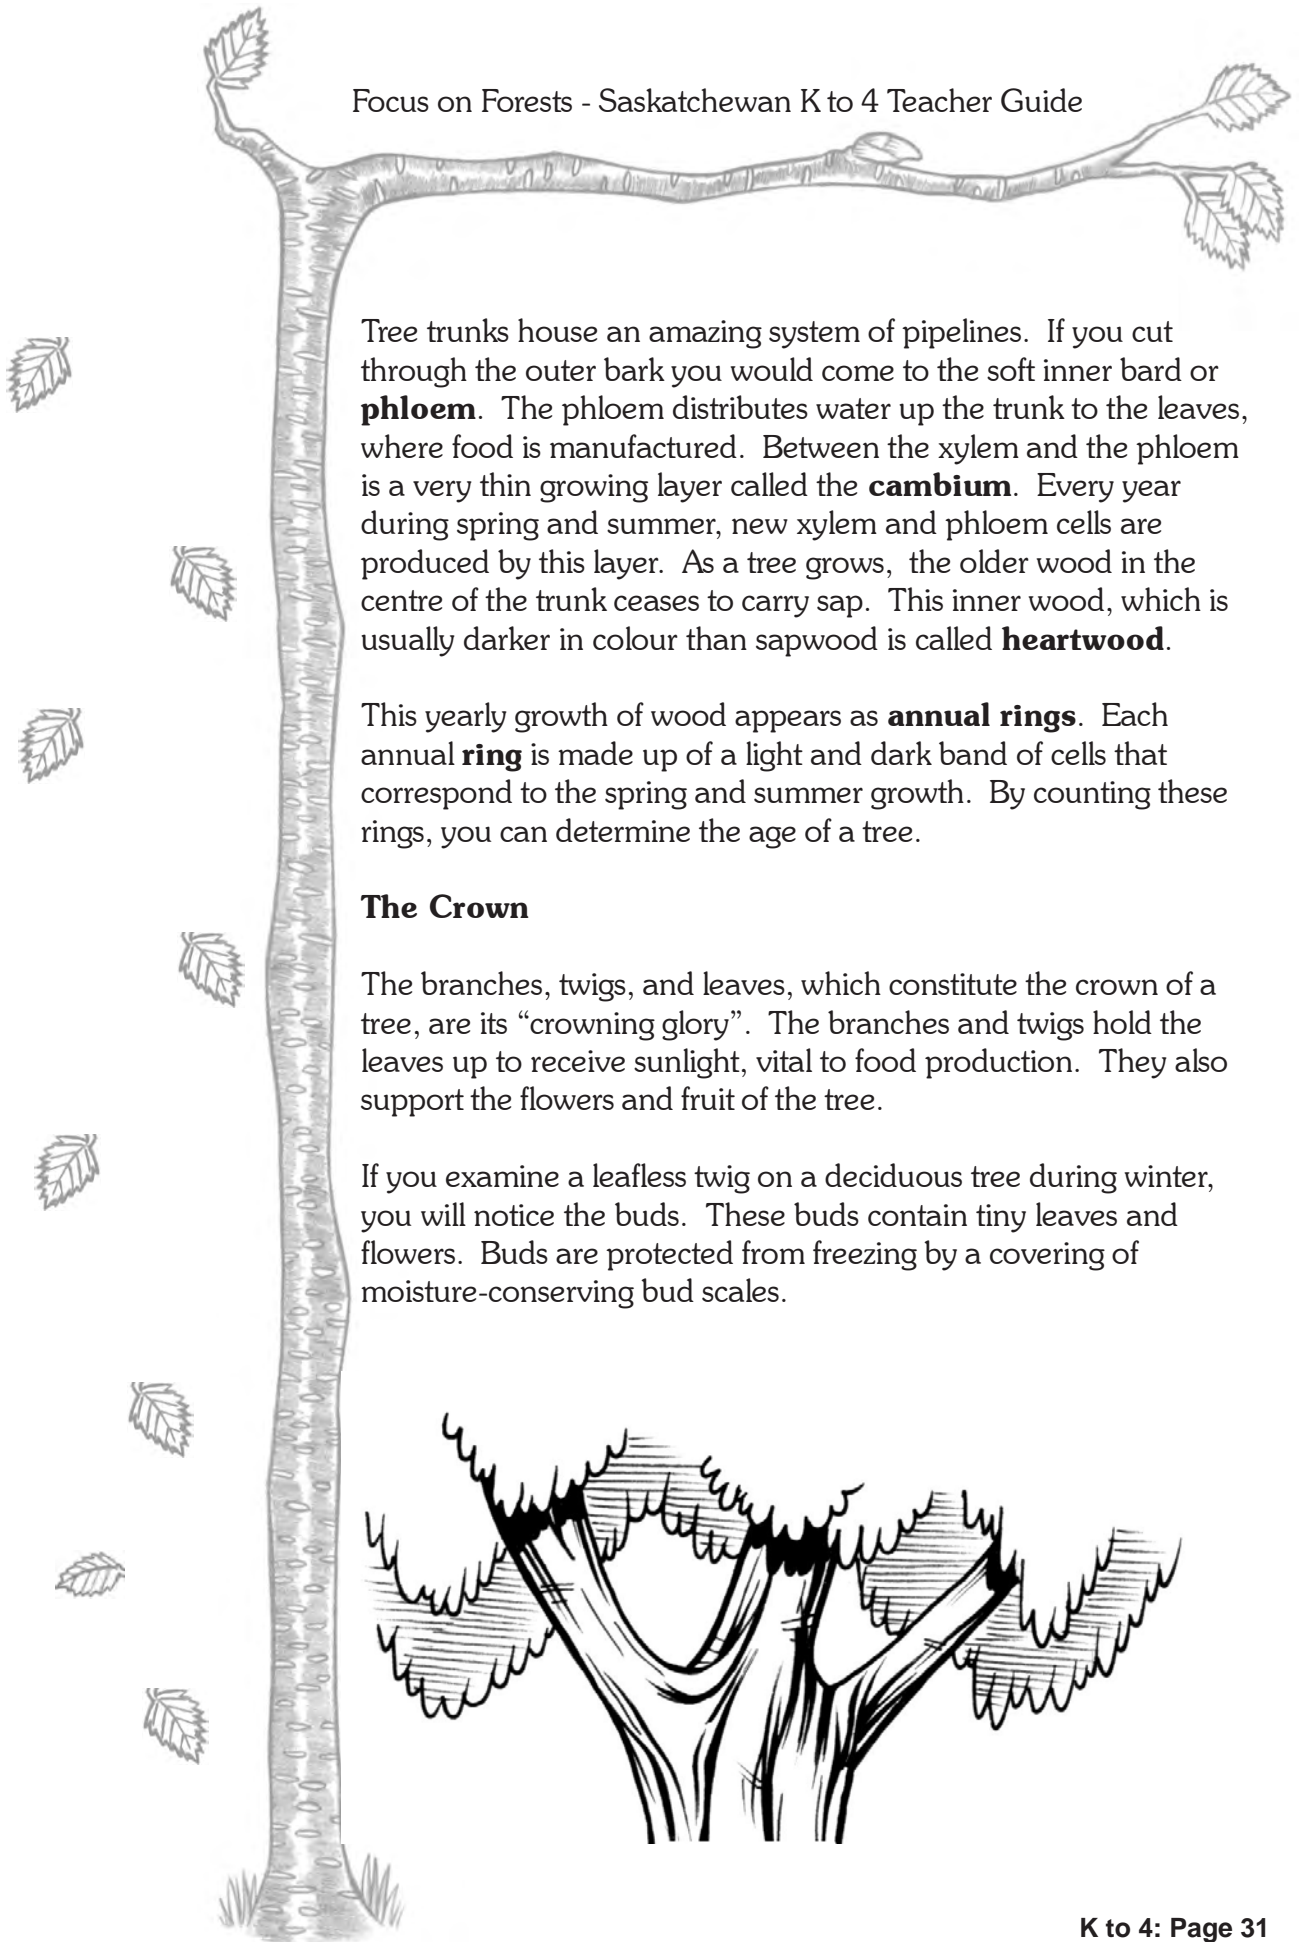 Focus on Forests - Saskatchewan K to 4 Teacher Guide
Tree trunks house an amazing system of pipelines.  If you cut
through the outer bark you would come to the soft inner bard or
phloem.  The phloem distributes water up the trunk to the leaves,
where food is manufactured.  Between the xylem and the phloem
is a very thin growing layer called the cambium.  Every year
during spring and summer, new xylem and phloem cells are
produced by this layer.  As a tree grows,  the older wood in the
centre of the trunk ceases to carry sap.  This inner wood, which is
usually darker in colour than sapwood is called heartwood.
This yearly growth of wood appears as annual rings.  Each
annual ring is made up of a light and dark band of cells that
correspond to the spring and summer growth.  By counting these
rings, you can determine the age of a tree.
The Crown
The branches, twigs, and leaves, which constitute the crown of a
tree, are its “crowning glory”.  The branches and twigs hold the
leaves up to receive sunlight, vital to food production.  They also
support the flowers and fruit of the tree.
If you examine a leafless twig on a deciduous tree during winter,
you will notice the buds.  These buds contain tiny leaves and
flowers.  Buds are protected from freezing by a covering of
moisture-conserving bud scales.
K to 4: Page 31